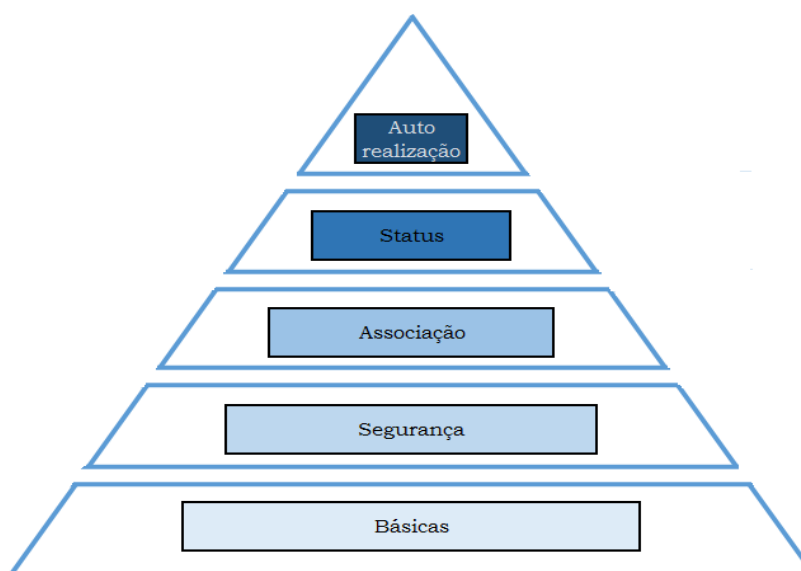 Auto
realização
Status
Associação
Segurança
Básicas